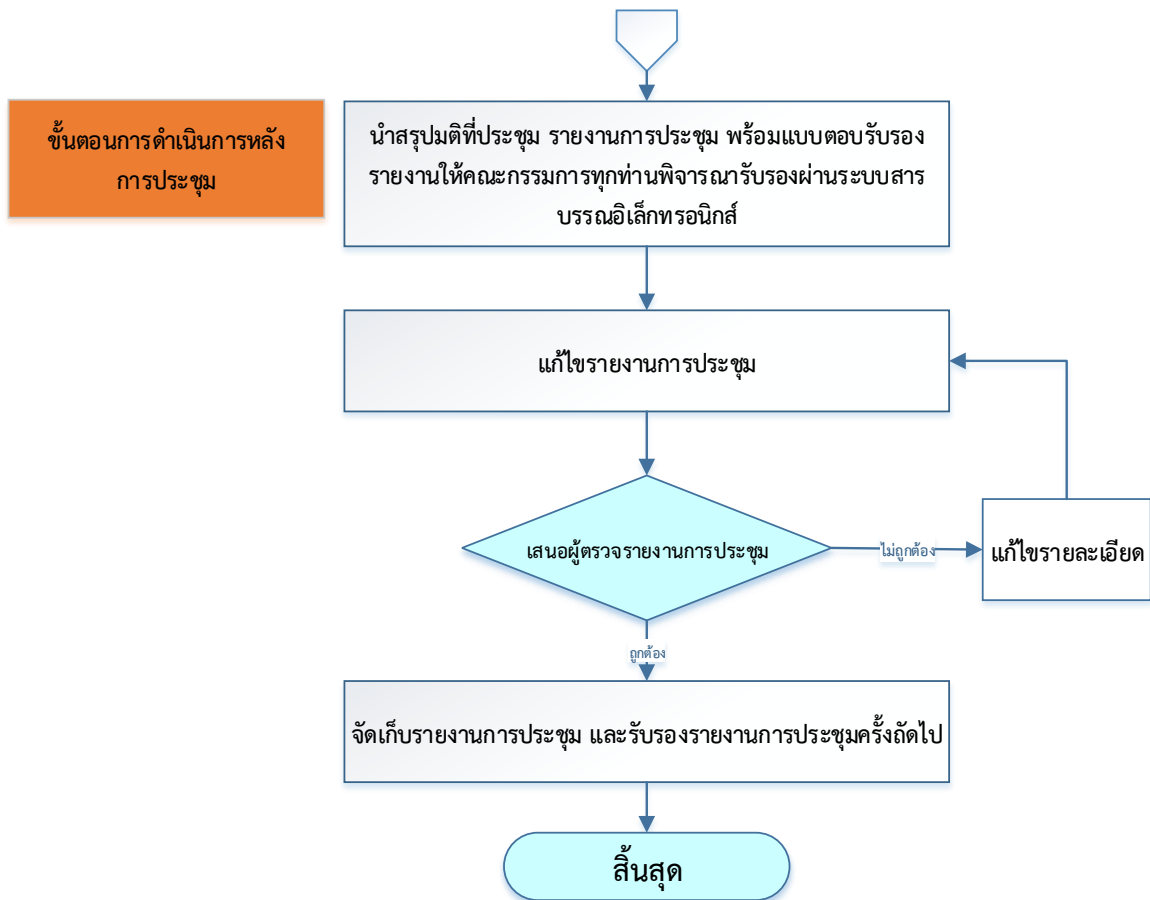 ขั้นตอนการดำเนินการหลัง
การประชุม
นำสรุปมติที่ประชุม รายงานการประชุม พร้อมแบบตอบรับรอง
รายงานให้คณะกรรมการทุกท่านพิจารณารับรองผ่านระบบสาร
บรรณอิเล็กทรอนิกส์
แก้ไขรายงานการประชุม
เสนอผู้ตรวจรายงานการประชุม
ไม่ถูกต้อง
แก้ไขรายละเอียด
ถูกต้อง
จัดเก็บรายงานการประชุม และรับรองรายงานการประชุมครั้งถัดไป
สิ้นสุด